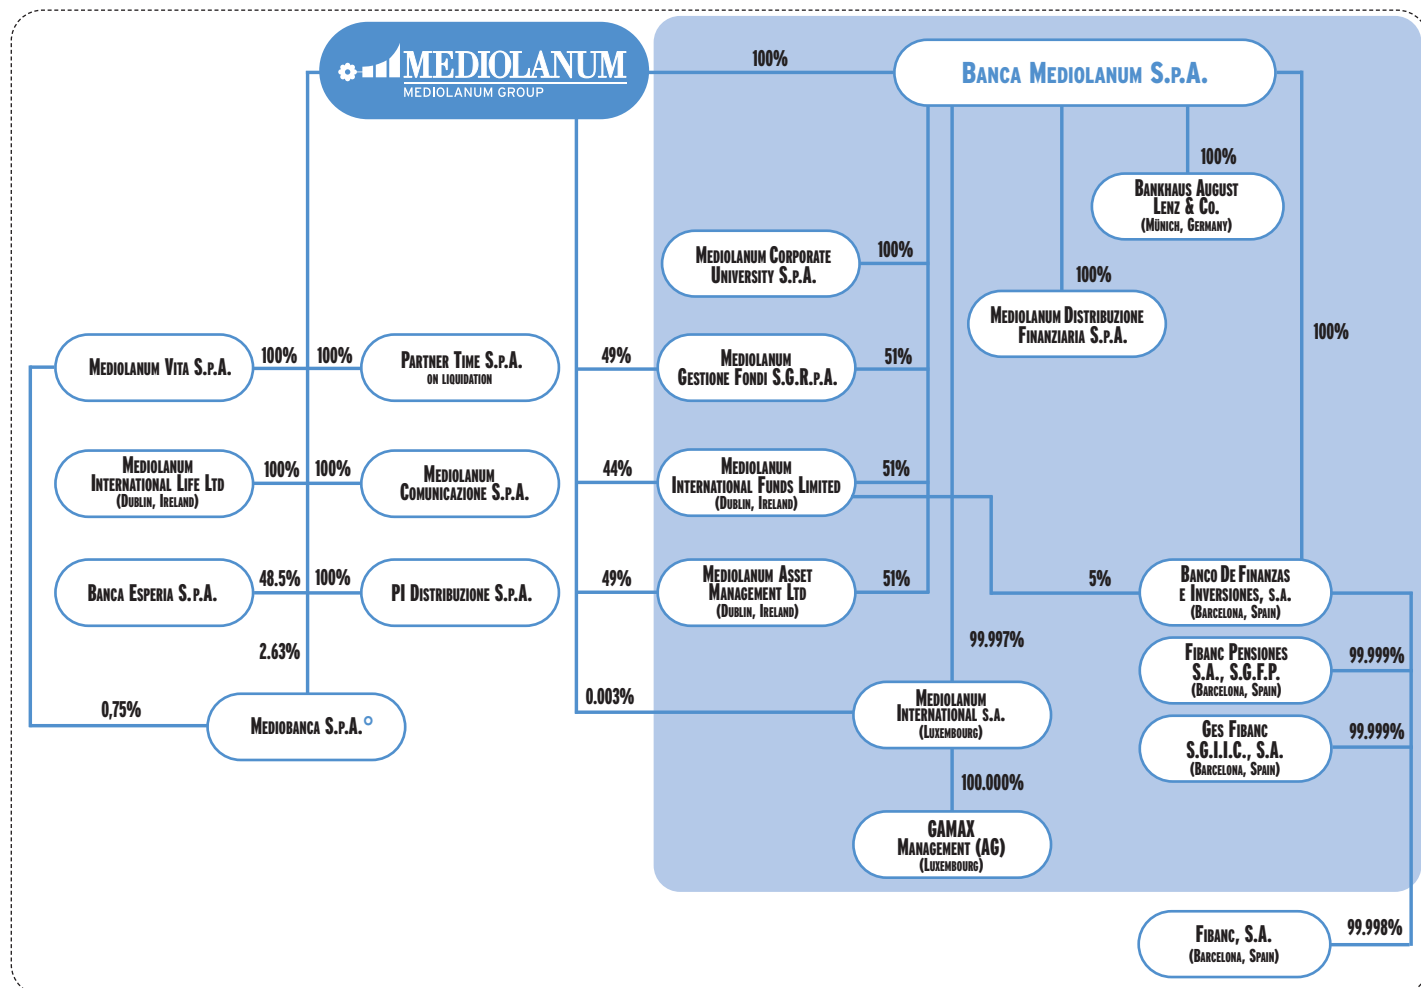 MEDIOLANUM
MEDIOLANUM GROUP
100%
BANCA MEDIOLANUM S.P.A.
100%
BANKHAUS AUGUST
LENZ & CO.
(MÜNICH, GERMANY)
MEDIOLANUM CORPORATE
UNIVERSITY S.P.A.
100%
100%
MEDIOLANUM DISTRIBUZIONE
FINANZIARIA S.P.A.
100%
MEDIOLANUM VITA S.P.A.
100%
100%
PARTNER TIME S.P.A.
ON LIQUIDATION
49%
MEDIOLANUM
GESTIONE FONDI S.G.R.P.A.
51%
MEDIOLANUM
INTERNATIONAL LIFE LTD
(DUBLIN, IRELAND)
100%
100%
MEDIOLANUM
COMUNICAZIONE S.P.A.
44%
MEDIOLANUM
INTERNATIONAL FUNDS LIMITED
(DUBLIN, IRELAND)
51%
BANCA ESPERIA S.P.A.
48.5%
100%
PI DISTRIBUZIONE S.P.A.
49%
MEDIOLANUM ASSET
MANAGEMENT LTD
(DUBLIN, IRELAND)
51%
5%
BANCO DE FINANZAS
E INVERSIONES, S.A.
(BARCELONA, SPAIN)
2.63%
99.997%
FIBANC PENSIONES
S.A., S.G.F.P.
(BARCELONA, SPAIN)
99.999%
0,75%
MEDIOBANCA S.P.A.°
0.003%
MEDIOLANUM
INTERNATIONAL S.A.
(LUXEMBOURG)
GES FIBANC
S.G.I.I.C., S.A.
(BARCELONA, SPAIN)
99.999%
100.000%
GAMAX
MANAGEMENT (AG)
(LUXEMBOURG)
FIBANC, S.A.
(BARCELONA, SPAIN)
99.998%